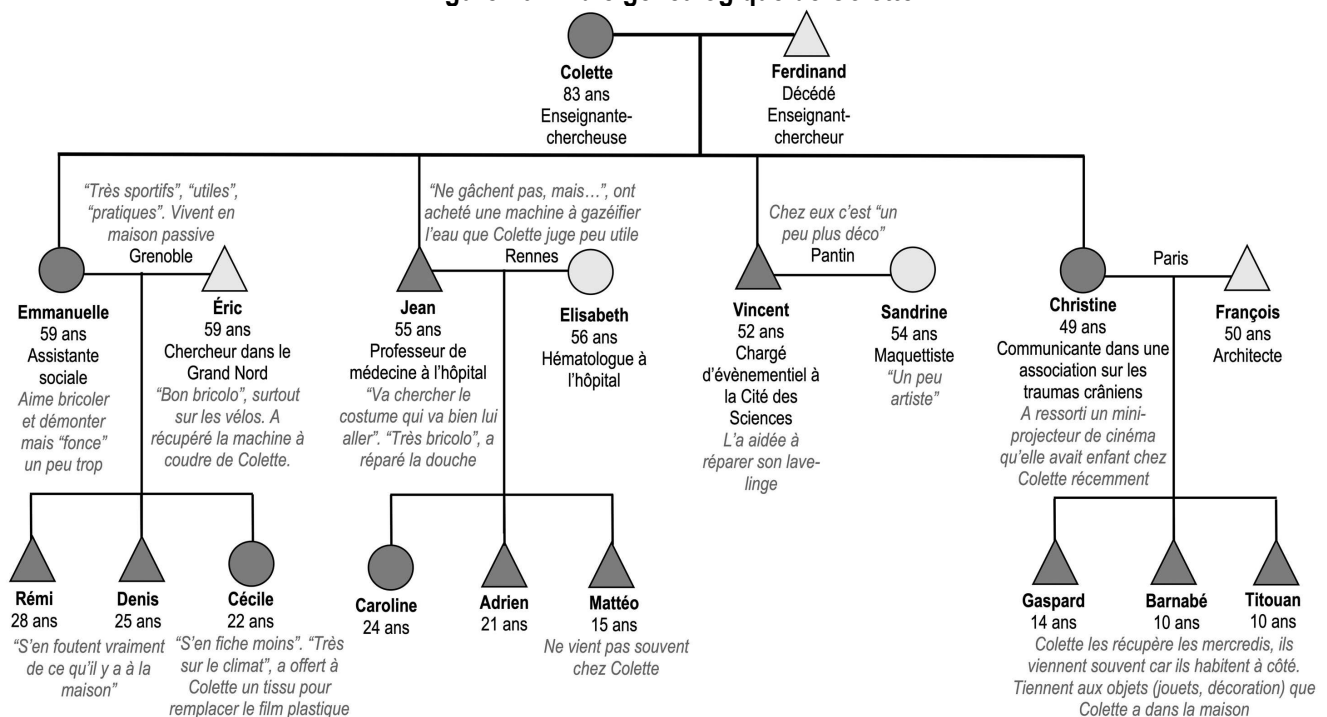 généalogique de Colette
Colette
83 ans
Enseignante-
chercheuse
Ferdinand
Décédé
Enseignant-
chercheur
“Très sportifs”, “utiles”,
“pratiques”. Vivent en
maison passive
Grenoble
“Ne gâchent pas, mais…”, ont
acheté une machine à gazéifier
l’eau que Colette juge peu utile
Rennes
Chez eux c’est “un
peu plus déco”
Pantin
Paris
Emmanuelle
59 ans
Assistante
sociale
Aime bricoler
et démonter
mais “fonce”
un peu trop
Éric
59 ans
Chercheur dans le
Grand Nord
“Bon bricolo”, surtout
sur les vélos. A
récupéré la machine à
coudre de Colette.
Jean
55 ans
Professeur de
médecine à l’hôpital
“Va chercher le
costume qui va bien lui
aller”. “Très bricolo”, a
réparé la douche
Elisabeth
56 ans
Hématologue à
l’hôpital
Vincent
52 ans
Chargé
d’évènementiel à
la Cité des
Sciences
L’a aidée à
réparer son lave-
linge
Sandrine
54 ans
Maquettiste
“Un peu
artiste”
Christine
49 ans
Communicante dans une
association sur les
traumas crâniens
A ressorti un mini-
projecteur de cinéma
qu’elle avait enfant chez
Colette récemment
François
50 ans
Architecte
Rémi
28 ans
Denis
25 ans
“S’en foutent vraiment
de ce qu’il y a à la
maison”
Cécile
22 ans
“S’en fiche moins”. “Très
sur le climat”, a offert à
Colette un tissu pour
remplacer le film plastique
Caroline
24 ans
Adrien
21 ans
Mattéo
15 ans
Ne vient pas souvent
chez Colette
Gaspard
14 ans
Barnabé
10 ans
Titouan
10 ans
Colette les récupère les mercredis, ils
viennent souvent car ils habitent à côté.
Tiennent aux objets (jouets, décoration) que
Colette a dans la maison